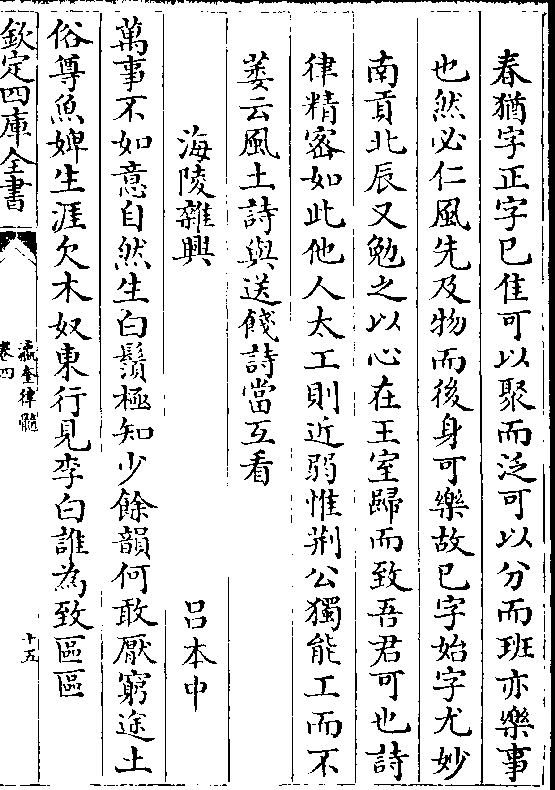 春猶字正字已隹可以聚而泛可以分而班亦樂事
也然必仁風先及物而後身可樂故已字始字尤妙
南貢北辰又勉之以心在王室歸而致吾君可也詩
律精宻如此他人太工則近弱惟荆公獨能工而不
萎云風土詩與送餞詩當互看
海陵雜興
吕本中
萬事不如意自然生白鬚極知少餘韻何敢厭窮途土
俗尊魚婢生涯欠木奴東行見李白誰為致區區
欽定四庫全書
瀛奎律髓
卷四
十五